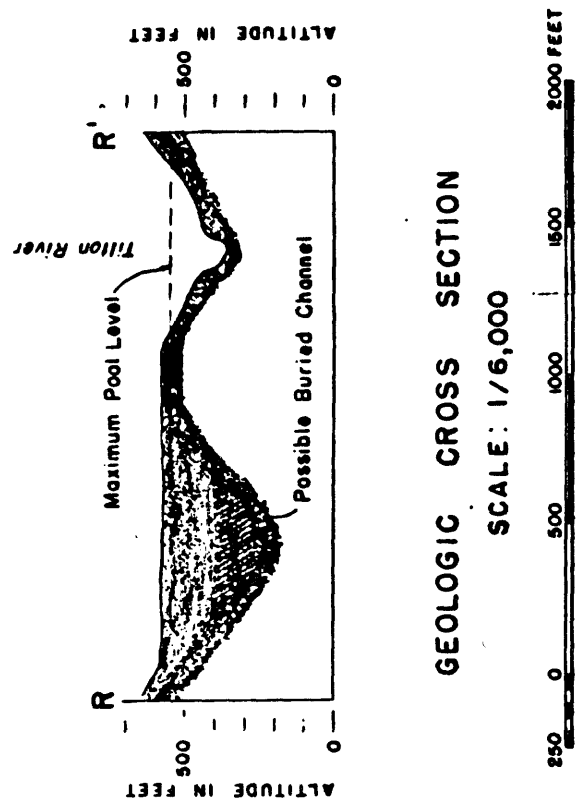 ALTITUDE IN FEET
500
0
R
R'
ALTITUDE IN FEET
500
0
Tilton River
Maximum Pool Level
Possible Buried Channel
GEOLOGIC CROSS SECTION
SCALE: 1/6,000
250 0 500 1000 1500 2000 FEET